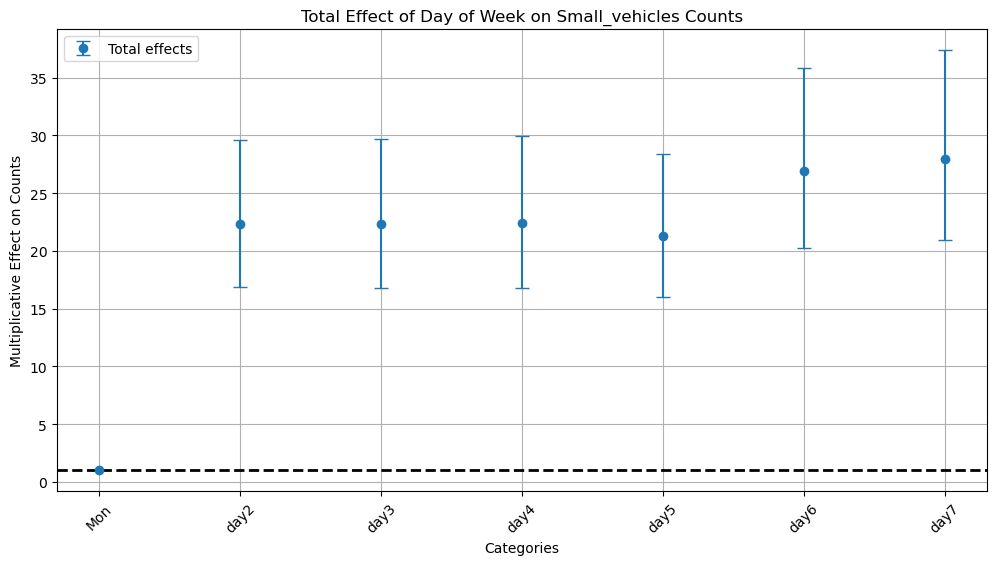 Total Effect of Day of Week on Small_vehicles Counts
Total effects
Multiplicative Effect on Counts
35
30
25
20
15
10
5
0
Mon
day2
day3
day4
day5
day6
day7
Categories